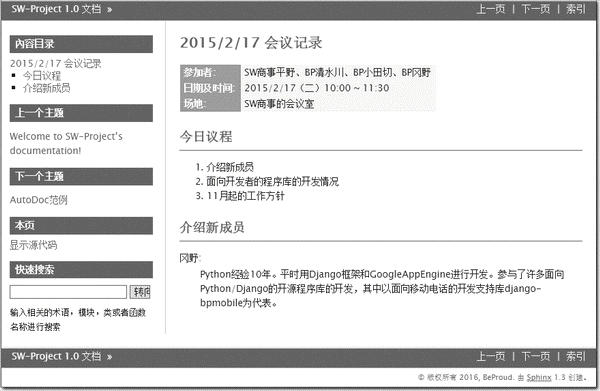 SW-Project 1.0 文档 »
上一页 | 下一页 | 索引
内容目录
2015/2/17 会议记录
今日议程
介绍新成员
上一个主题
Welcome to SW-Project's
documentation!
下一个主题
AutoDoc范例
本页
显示源代码
快速搜索
转向
输入相关的术语，模块，类或者函数
名称进行搜索
2015/2/17 会议记录
参加者: SW商事平野、BP清水川、BP小田切、BP冈野
日期及时间: 2015/2/17（二）10:00 ~ 11:30
场地: SW商事的会议室
今日议程
1. 介绍新成员
2. 面向开发者的程序库的开发情况
3. 11月起的工作方针
介绍新成员
冈野:
Python经验10年。平时用Django框架和GoogleAppEngine进行开发。参与了许多面向
Python/Django的开源程序库的开发，其中以面向移动电话的开发支持库django-
bpmobile为代表。
SW-Project 1.0 文档 »
上一页 | 下一页 | 索引
© 版权所有 2016, BeProud. 由 Sphinx 1.3 创建。